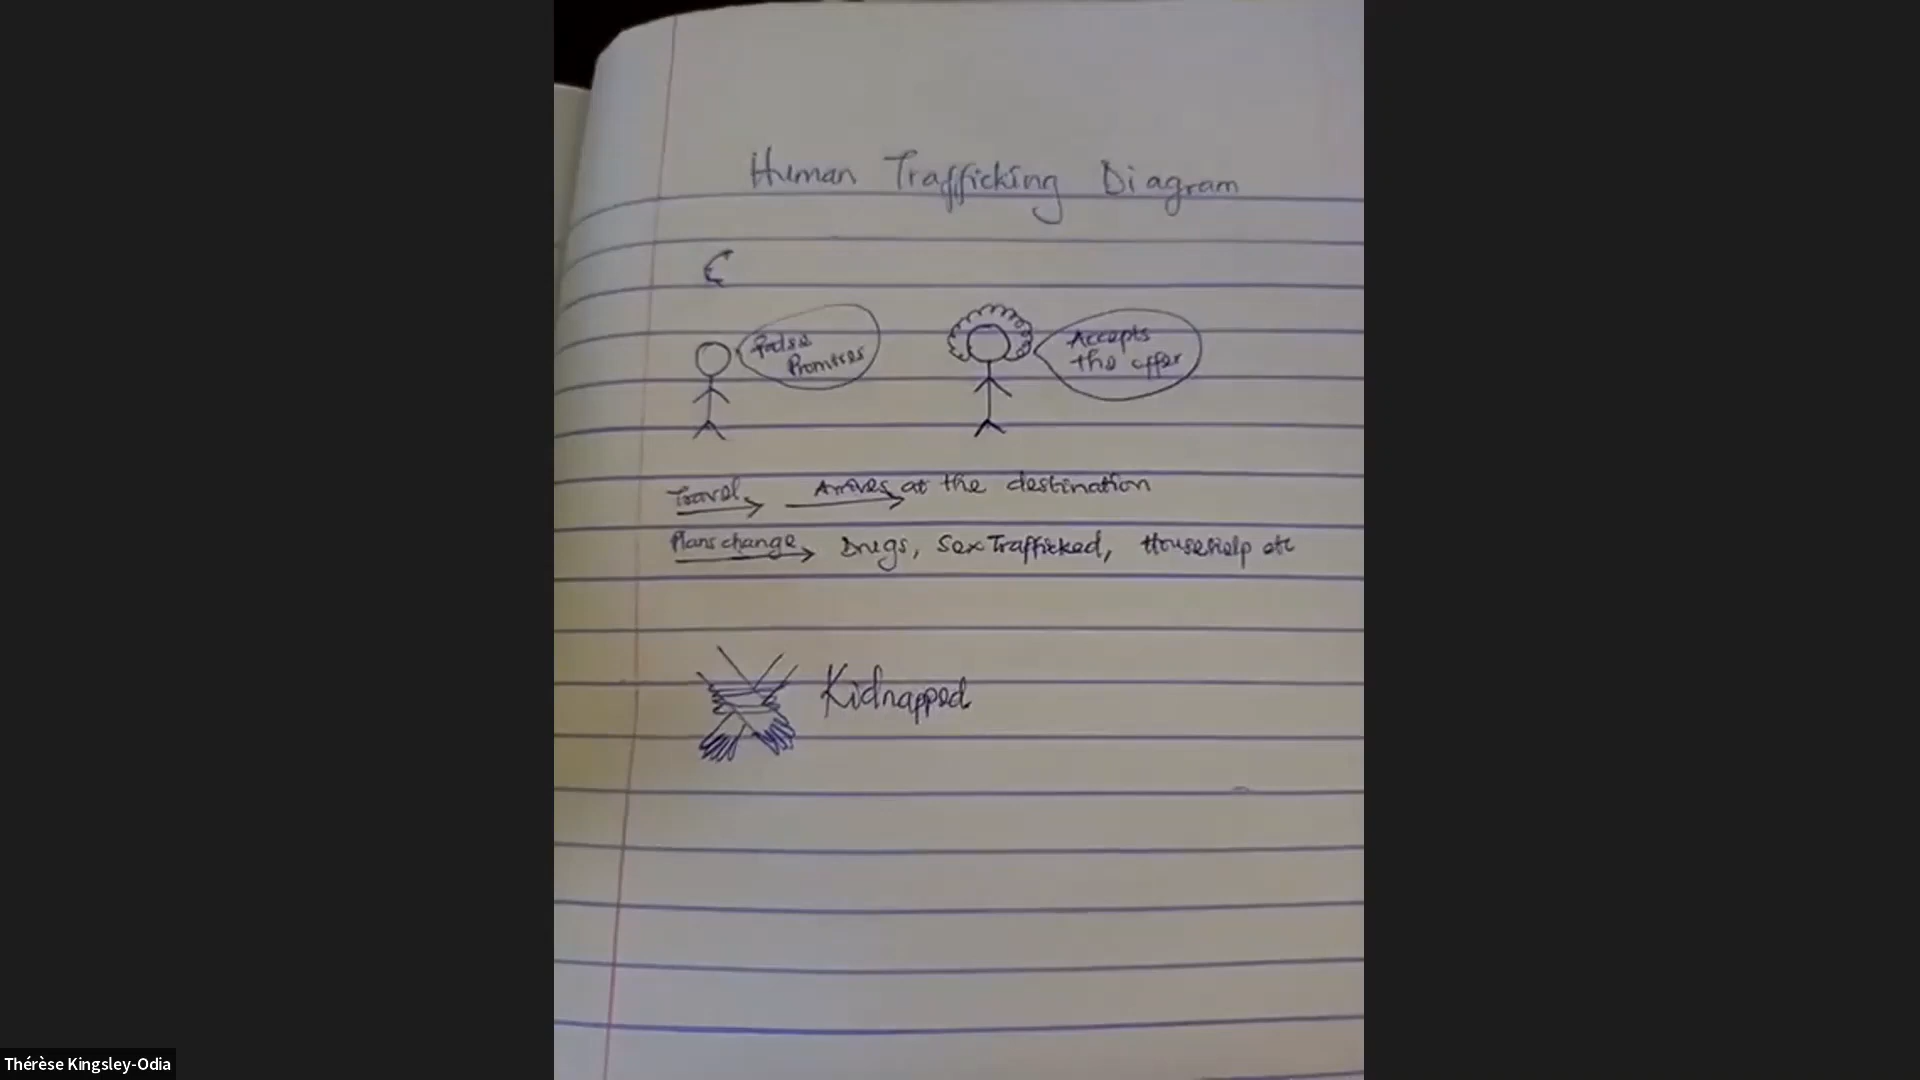 Human Trafficking Diagram
False
Promises
Accepts
the offer
Travel
Arrives at the destination
Plans change
Drugs, Sex Trafficked, Househelp etc
Kidnapped
Thérèse Kingsley-Odia